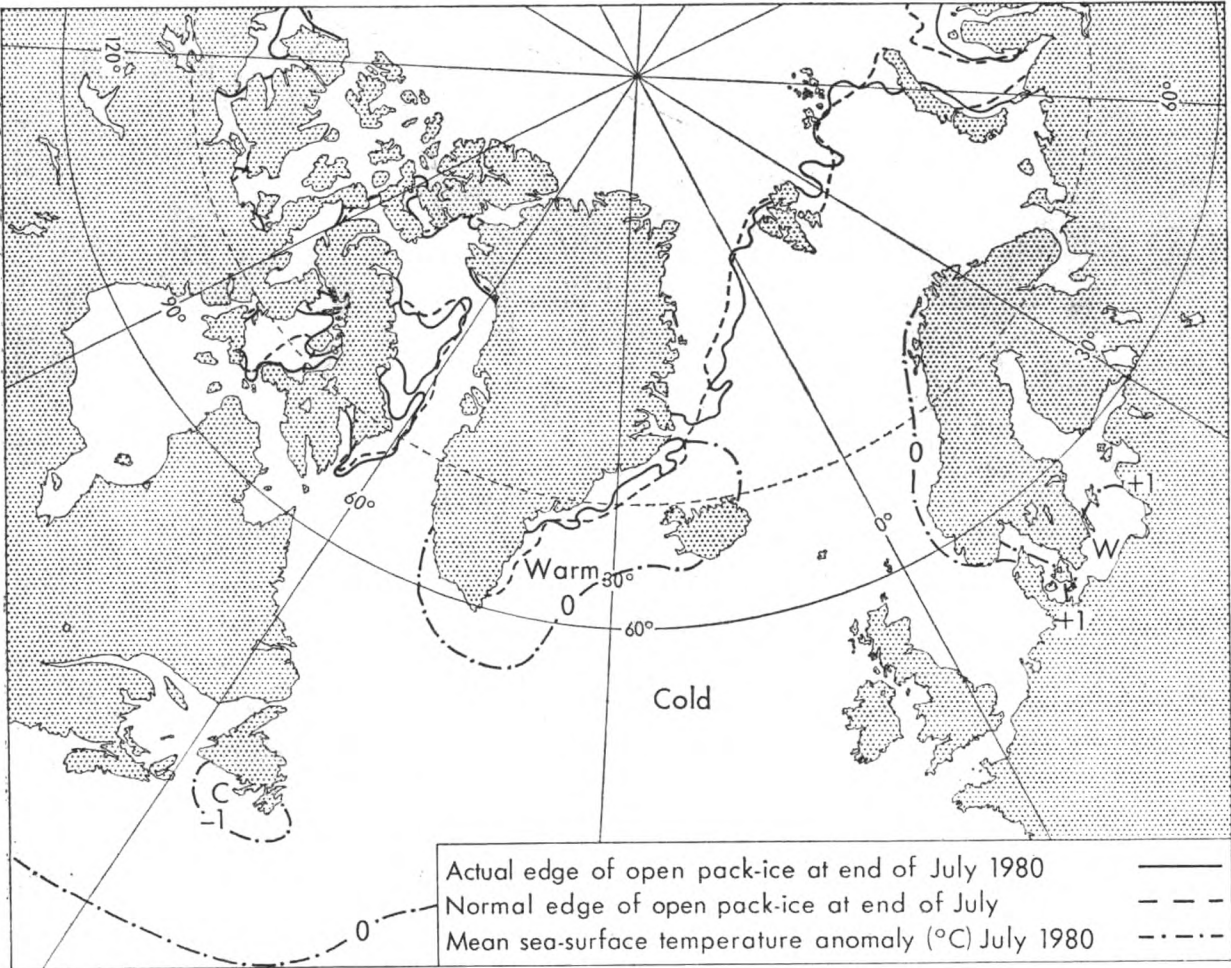 120°
60°
90°
30°
0
+1
60°
0°
W
Warm
30°
0
+1
60°
Cold
C
-1
0
Actual edge of open pack-ice at end of July 1980
Normal edge of open pack-ice at end of July
Mean sea-surface temperature anomaly (°C) July 1980